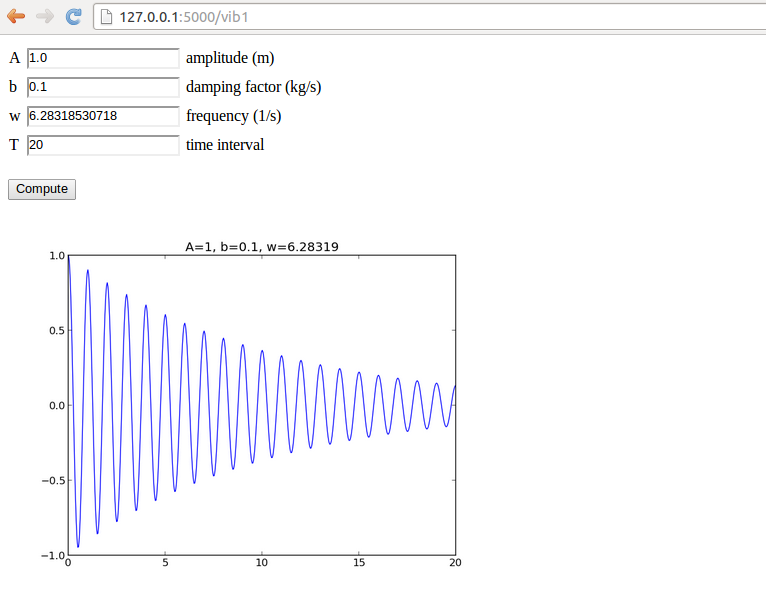 127.0.0.1:5000/vib1
A 1.0 amplitude (m)
b 0.1 damping factor (kg/s)
w 6.28318530718 frequency (1/s)
T 20 time interval
Compute
A=1, b=0.1, w=6.28319
1.0
0.5
0.0
−0.5
−1.0
0 5 10 15 20